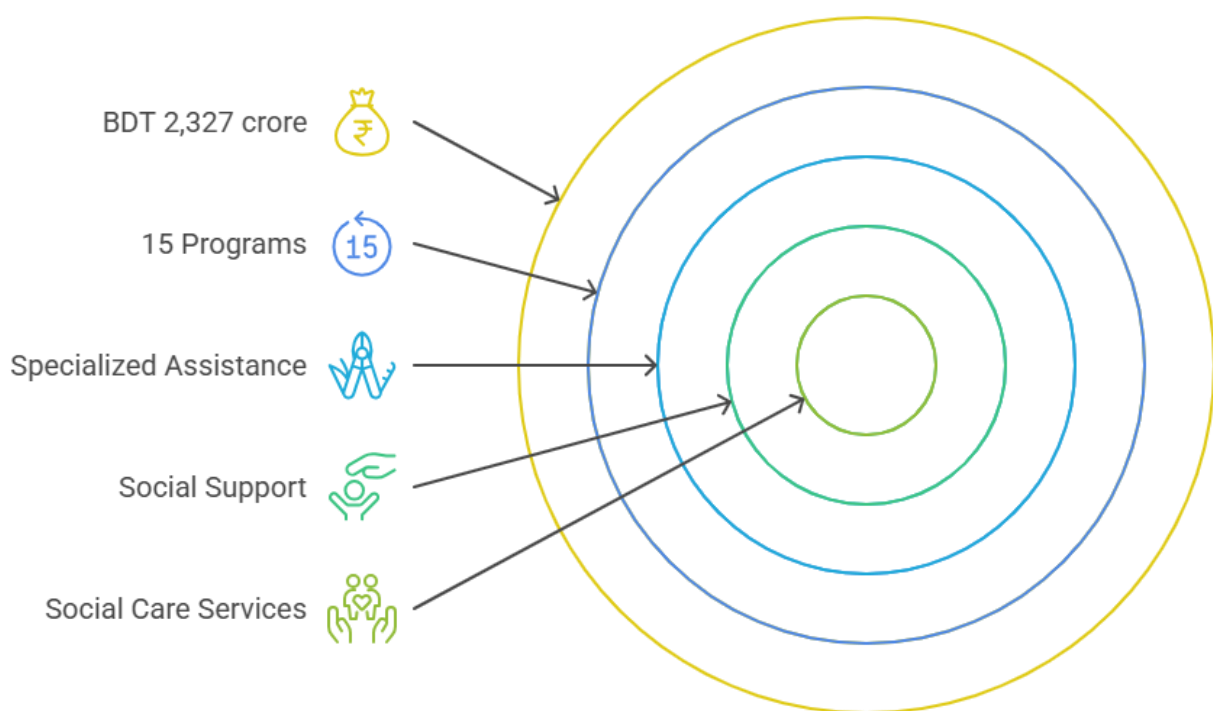 BDT 2,327 crore
₹
15 Programs
15
Specialized Assistance
Social Support
Social Care Services